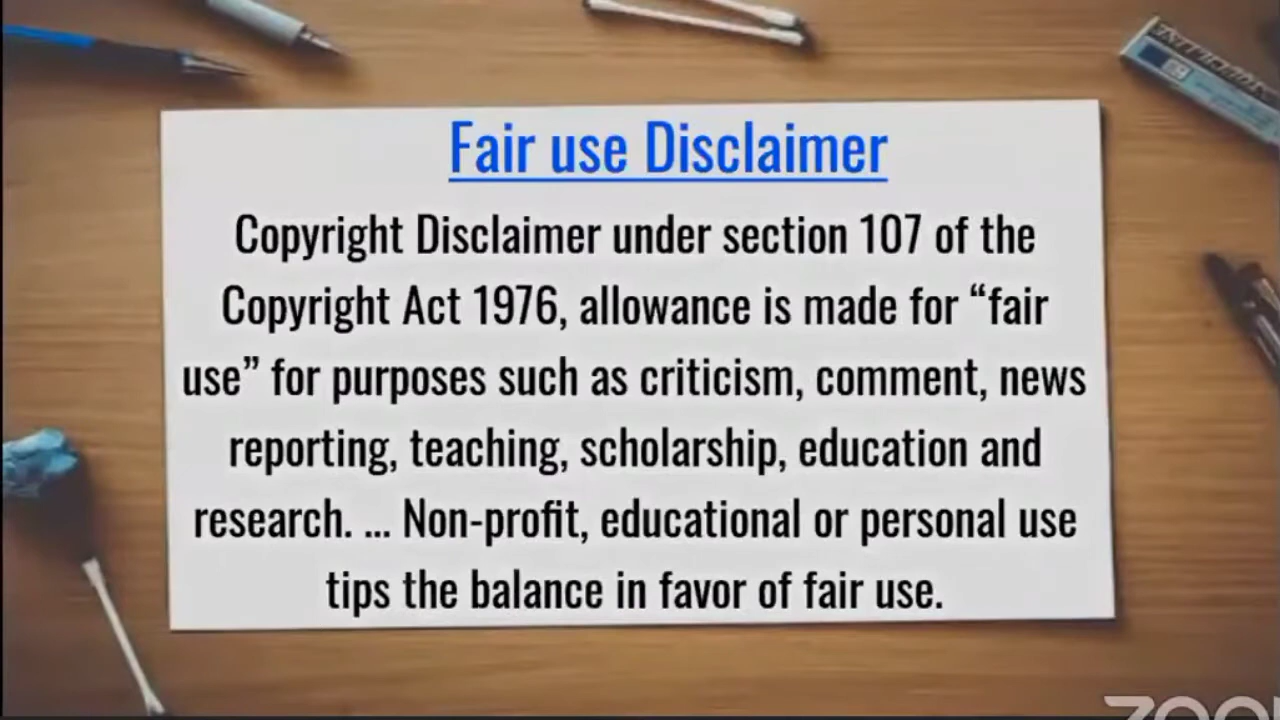 Fair use Disclaimer
Copyright Disclaimer under section 107 of the
Copyright Act 1976, allowance is made for “fair
use” for purposes such as criticism, comment, news
reporting, teaching, scholarship, education and
research. ... Non-profit, educational or personal use
tips the balance in favor of fair use.